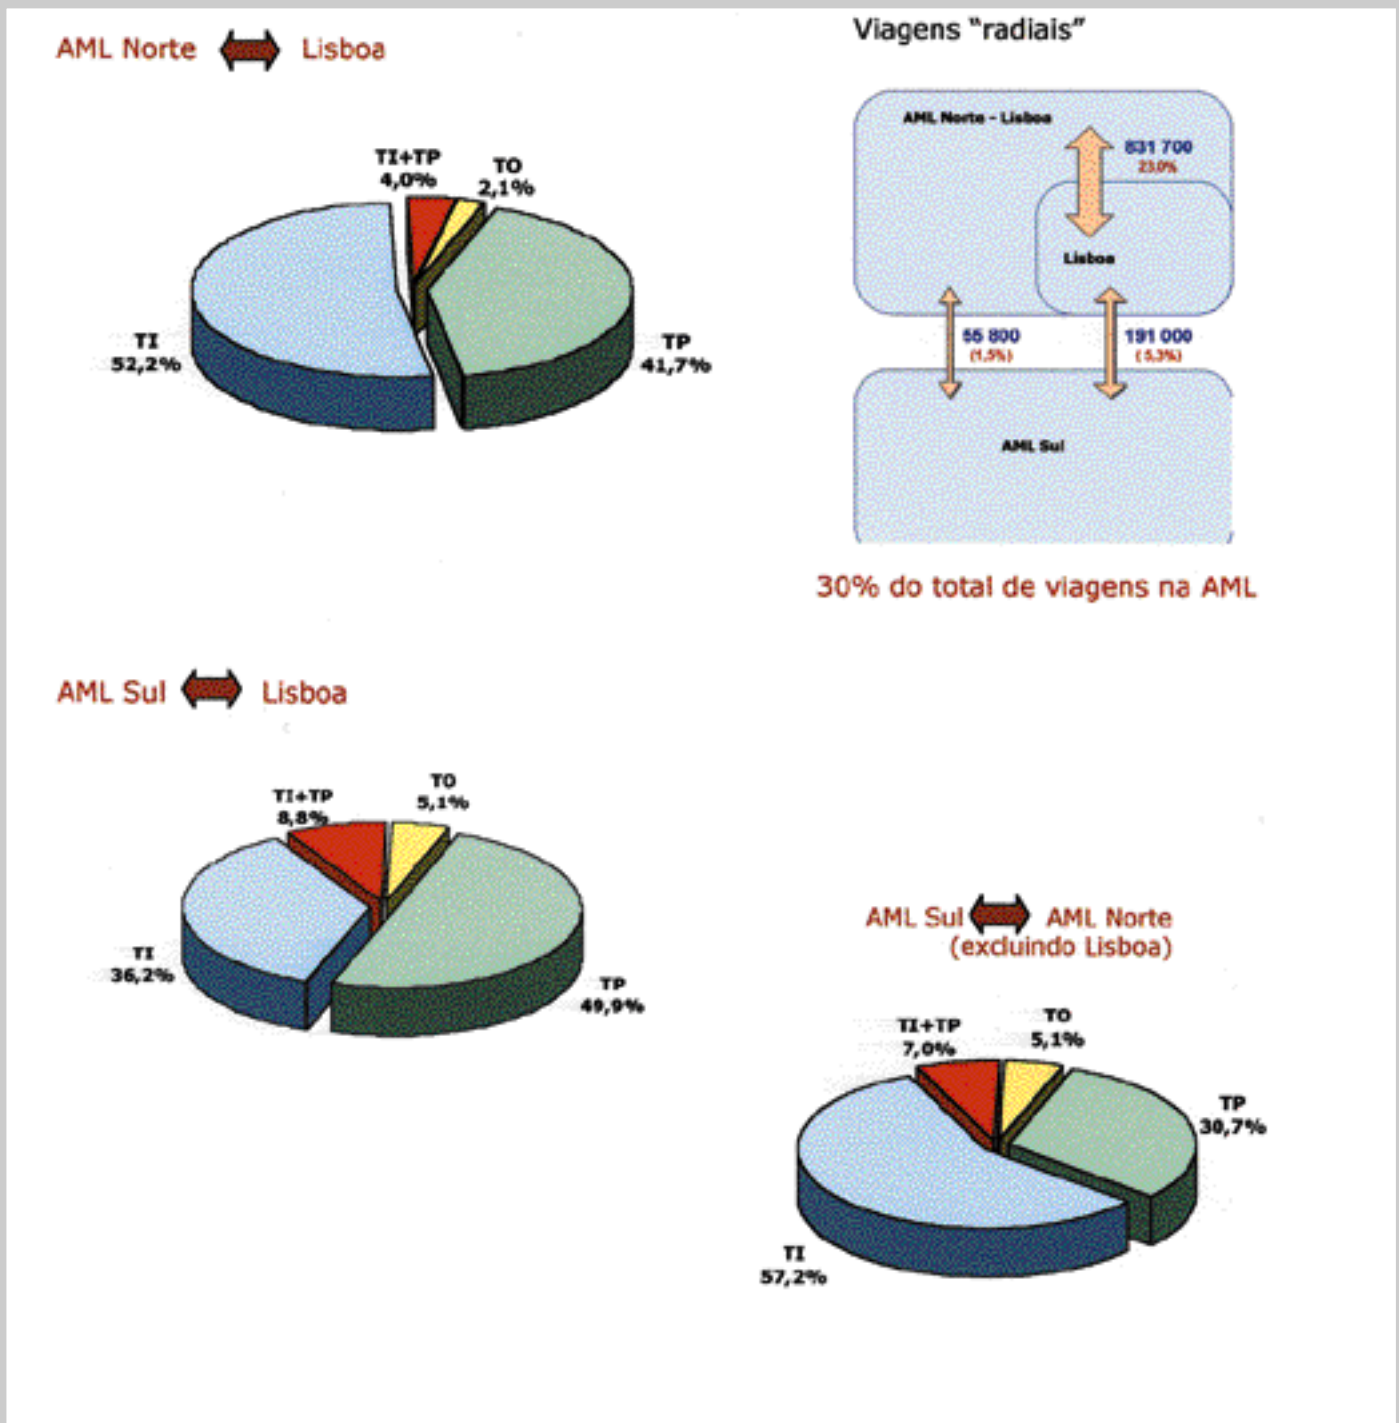 AML Norte Lisboa
TI+TP
4,0%
TO
2,1%
TI
52,2%
TP
41,7%
Viagens “radiais”
AML Norte - Lisboa
831 700
23,0%
Lisboa
55 800
(1,5%)
191 000
( 5,3%)
AML Sul
30% do total de viagens na AML
AML Sul Lisboa
TI+TP
8,8%
TO
5,1%
TI
36,2%
TP
49,9%
AML Sul AML Norte
(excluindo Lisboa)
TI+TP
7,0%
TO
5,1%
TP
30,7%
TI
57,2%